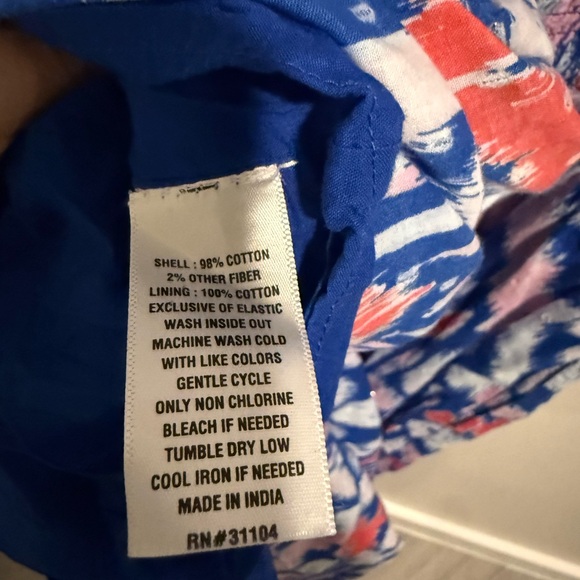 SHELL : 98% COTTON
2% OTHER FIBER
LINING : 100% COTTON
EXCLUSIVE OF ELASTIC
WASH INSIDE OUT
MACHINE WASH COLD
WITH LIKE COLORS
GENTLE CYCLE
ONLY NON CHLORINE
BLEACH IF NEEDED
TUMBLE DRY LOW
COOL IRON IF NEEDED
MADE IN INDIA
RN#31104